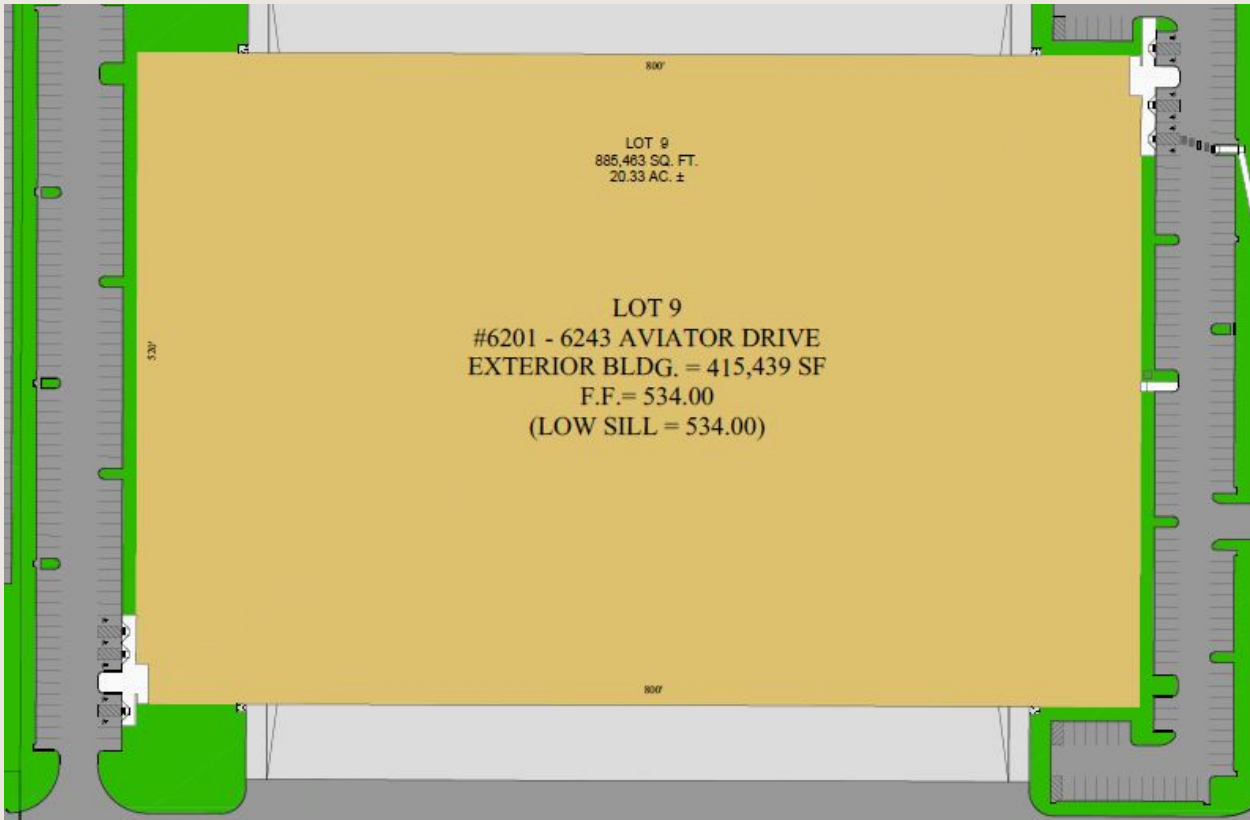 800'
LOT 9
885,463 SQ. FT.
20.33 AC. ±
LOT 9
#6201 - 6243 AVIATOR DRIVE
EXTERIOR BLDG. = 415,439 SF
520'
F.F.= 534.00
(LOW SILL = 534.00)
800'